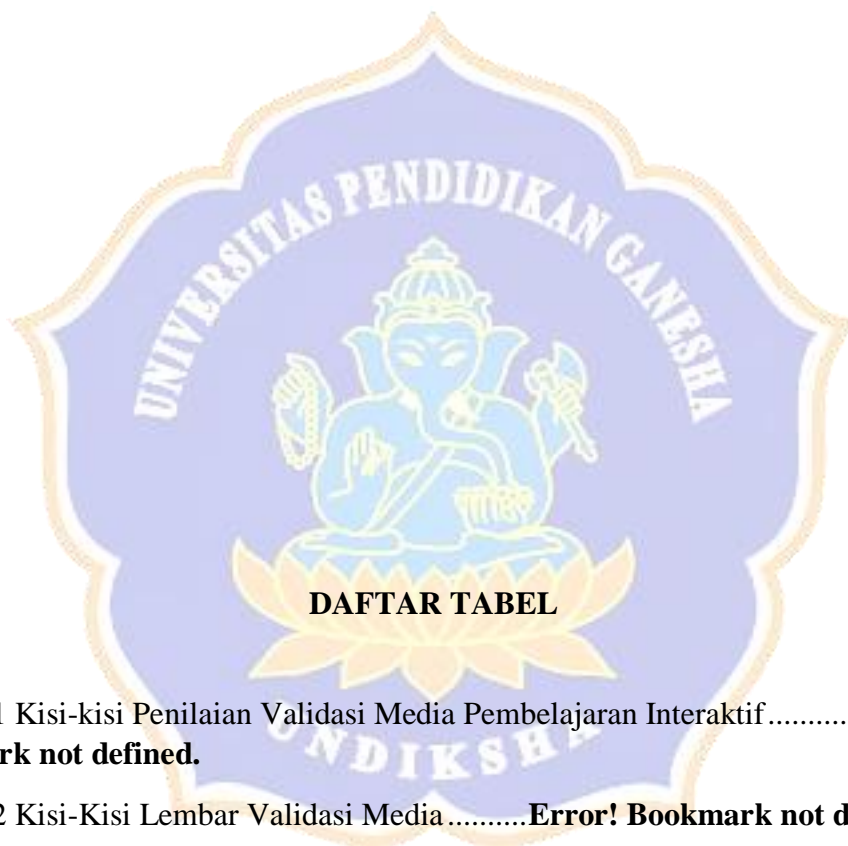 UNIVERSITAS PENDIDIKAN GANESHA
DAFTAR TABEL
1 Kisi-kisi Penilaian Validasi Media Pembelajaran Interaktif..........
rk not defined.
UNDIKSHA
2 Kisi-Kisi Lembar Validasi Media..........Error! Bookmark not d